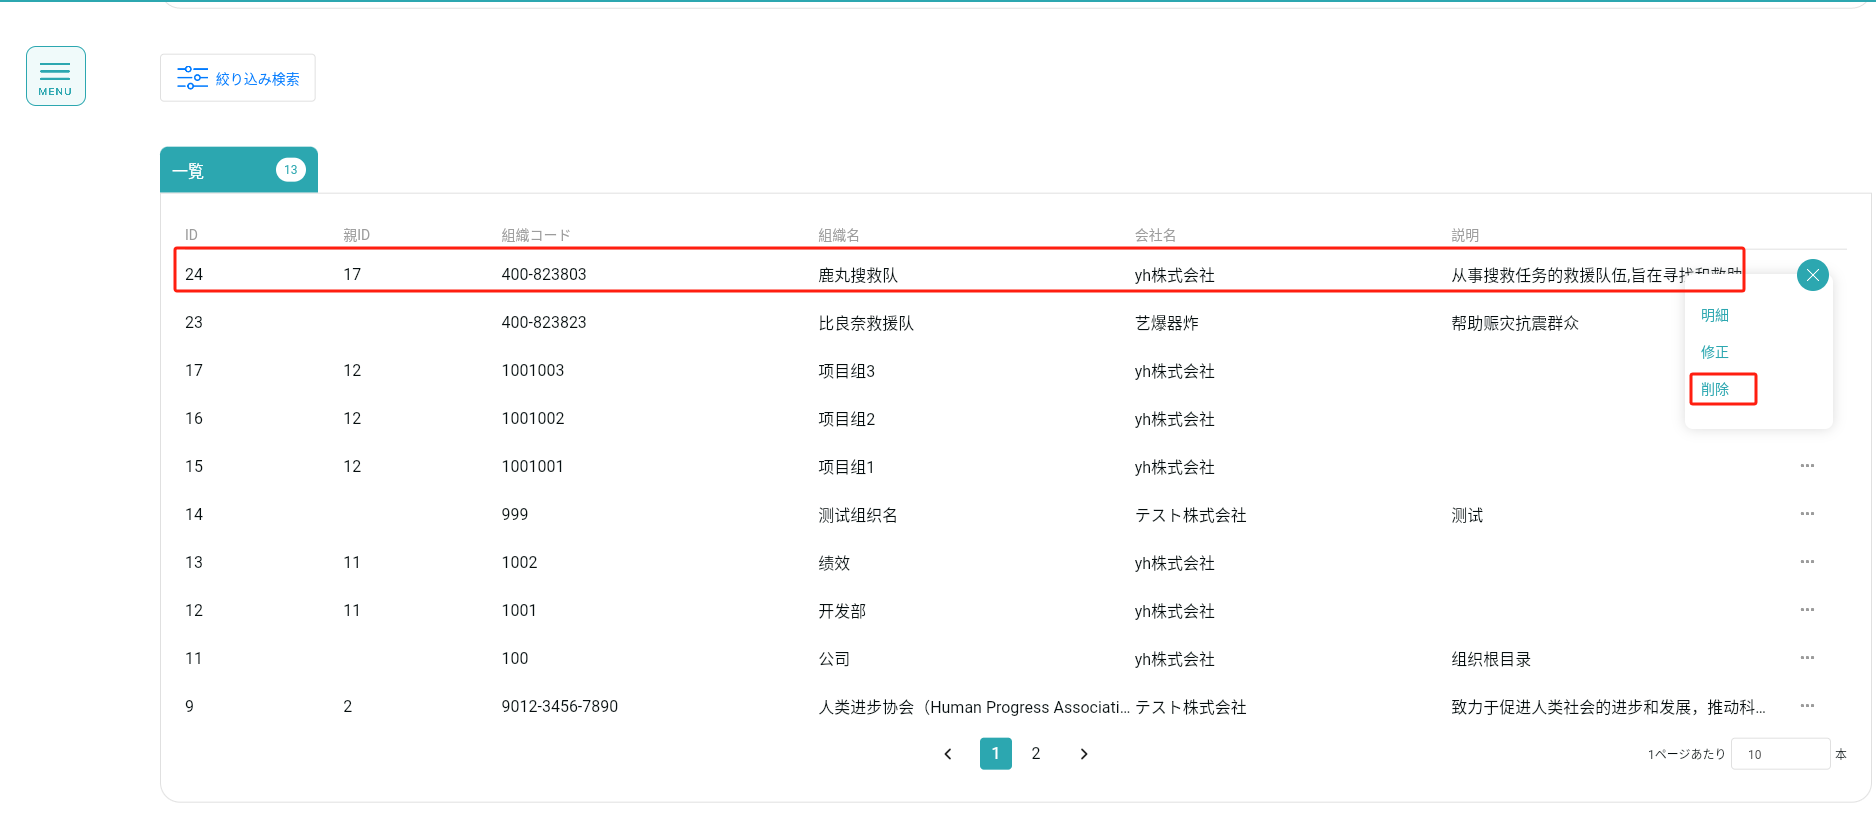 MENU
絞り込み検索
一覧 13
ID 親ID 組織コード 組織名 会社名 説明
24 17 400-823803 鹿丸搜救队 yh株式会社 从事搜救任务的救援队伍,旨在寻找和救助
23 400-823823 比良奈救援队 艺爆器炸 帮助赈灾抗震群众
明細
修正
削除
17 12 1001003 项目组3 yh株式会社
16 12 1001002 项目组2 yh株式会社
15 12 1001001 项目组1 yh株式会社 ···
14 999 测试组织名 テスト株式会社 测试 ···
13 11 1002 绩效 yh株式会社 ···
12 11 1001 开发部 yh株式会社 ···
11 100 公司 yh株式会社 组织根目录 ···
9 2 9012-3456-7890 人类进步协会（Human Progress Associati... テスト株式会社 致力于促进人类社会的进步和发展，推动科... ···
1 2
1ページあたり 10 本